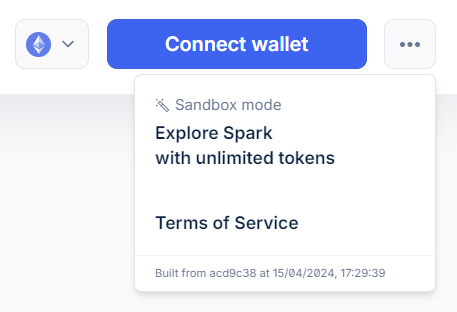 Connect wallet
Sandbox mode
Explore Spark
with unlimited tokens
Terms of Service
Built from acd9c38 at 15/04/2024, 17:29:39